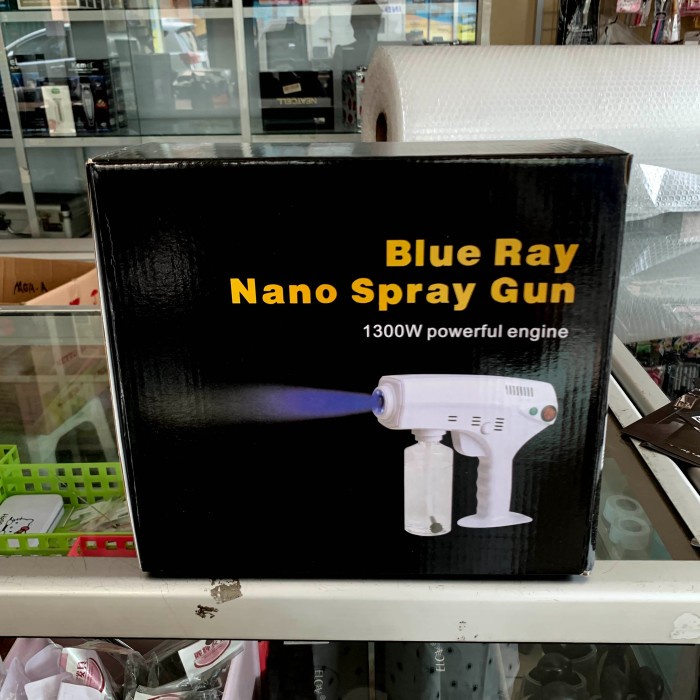 Blue Ray
Nano Spray Gun
1300W powerful engine